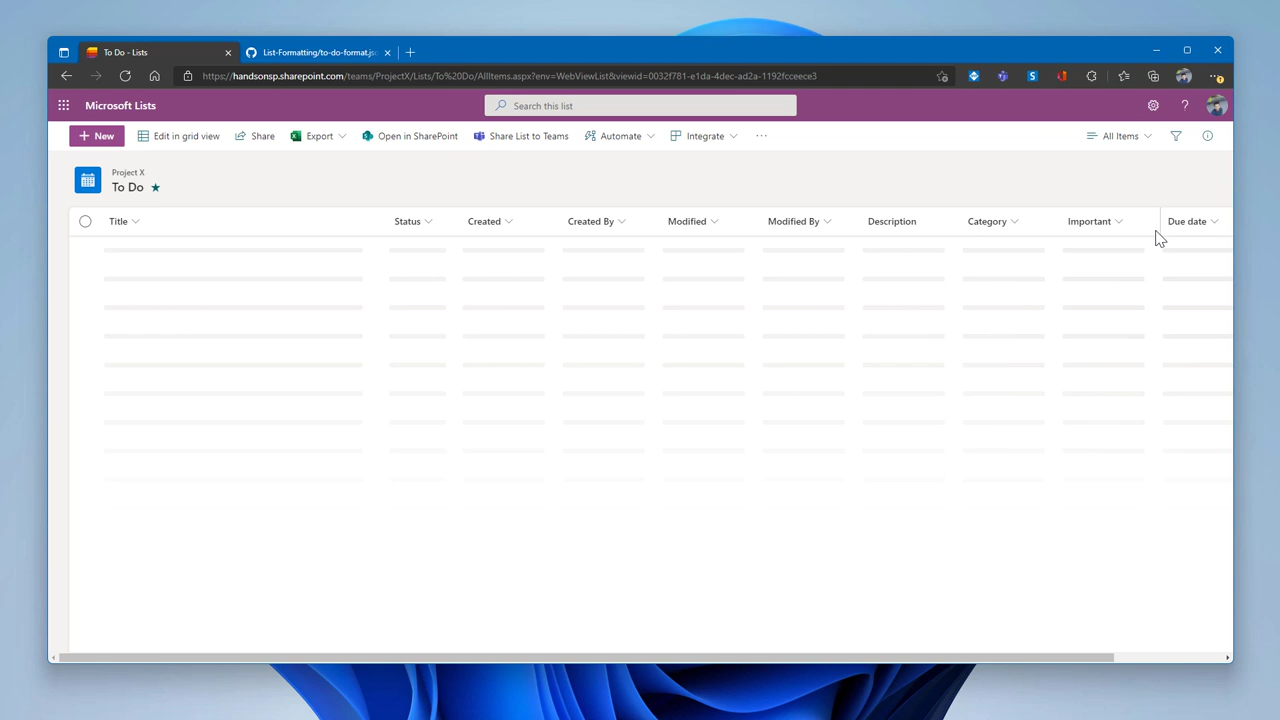 To Do - Lists
List-Formatting/to-do-format.jsc
https://handsonsp.sharepoint.com/teams/ProjectX/Lists/To%20Do/AllItems.aspx?env=WebViewList&viewid=0032f781-e1da-4dec-ad2a-1192fcceece3
Microsoft Lists
Search this list
New Edit in grid view Share Export Open in SharePoint Share List to Teams Automate Integrate ··· All Items
Project X
To Do
Title Status Created Created By Modified Modified By Description Category Important Due date